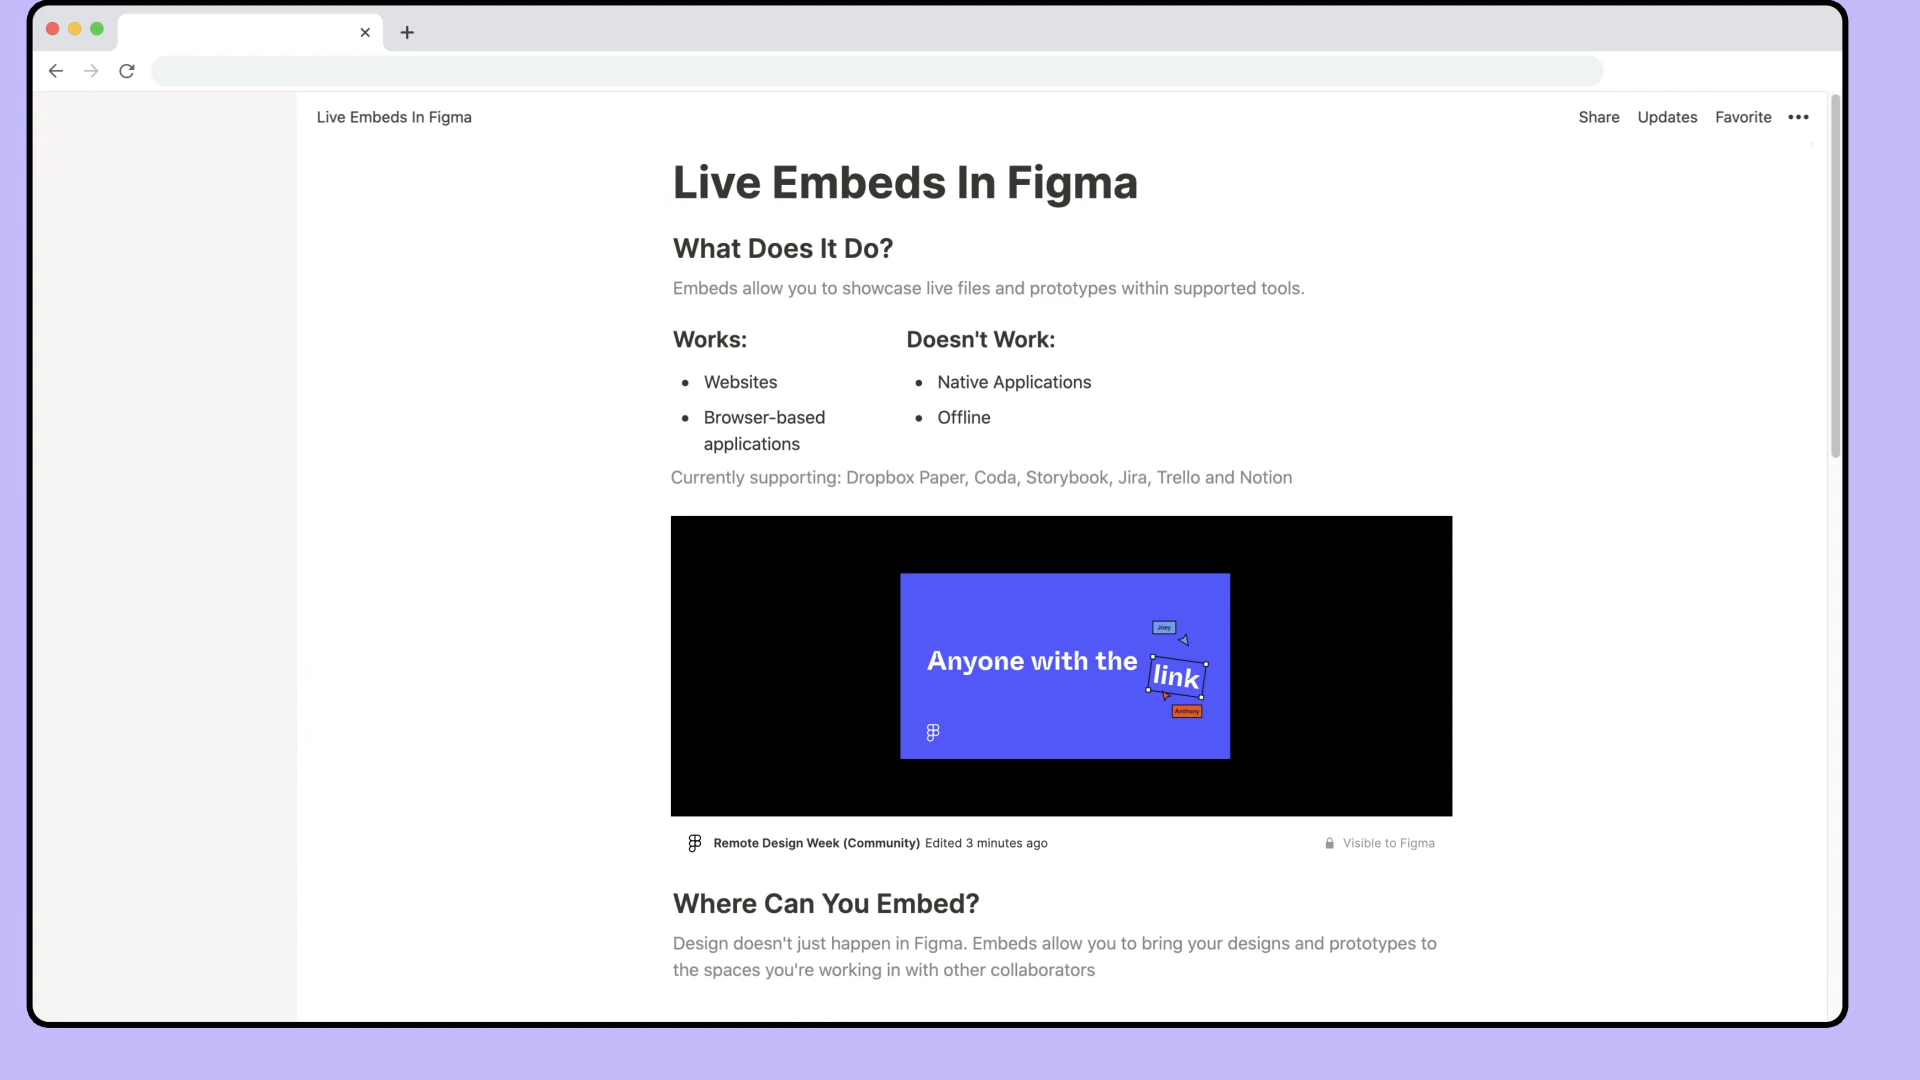 Live Embeds In Figma
Share Updates Favorite •••
Live Embeds In Figma
What Does It Do?
Embeds allow you to showcase live files and prototypes within supported tools.
Works:
• Websites
• Browser-based
applications
Doesn't Work:
• Native Applications
• Offline
Currently supporting: Dropbox Paper, Coda, Storybook, Jira, Trello and Notion
Joey
Anyone with the link
Anthony
Remote Design Week (Community) Edited 3 minutes ago
Visible to Figma
Where Can You Embed?
Design doesn't just happen in Figma. Embeds allow you to bring your designs and prototypes to
the spaces you're working in with other collaborators